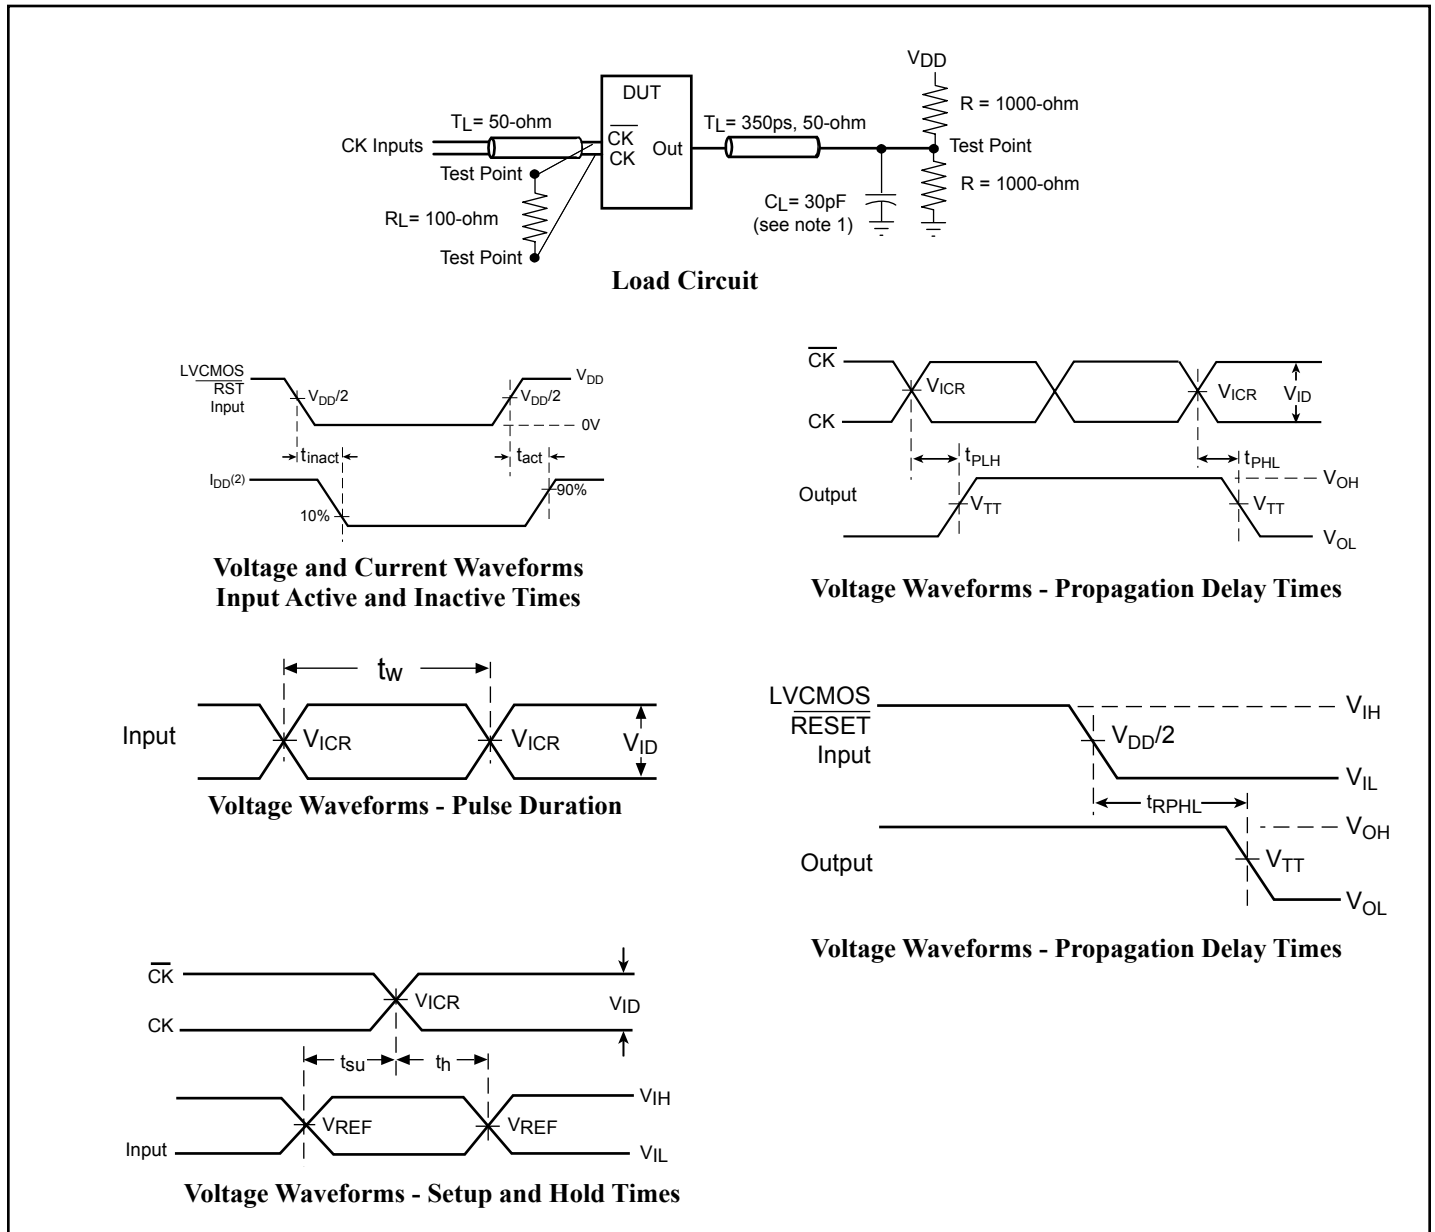 VDD
DUT
R = 1000-ohm
TL= 50-ohm
TL= 350ps, 50-ohm
CK Inputs
CK
CK
Out
Test Point
Test Point
R = 1000-ohm
RL= 100-ohm
CL= 30pF
(see note 1)
Test Point
Load Circuit
LVCMOS
RST
Input
VDD/2
VDD/2
VDD
0V
tinact
tact
IDD(2)
10%
90%
Voltage and Current Waveforms
Input Active and Inactive Times
CK
VICR
VICR
VID
CK
tPLH
tPHL
Output
VTT
VTT
VOH
VOL
Voltage Waveforms - Propagation Delay Times
tw
Input
VICR
VICR
VID
Voltage Waveforms - Pulse Duration
LVCMOS
RESET
Input
VIH
VDD/2
VIL
tRPHL
VOH
Output
VTT
VOL
Voltage Waveforms - Propagation Delay Times
CK
VICR
VID
CK
tsu
th
VIH
VREF
VREF
Input
VIL
Voltage Waveforms - Setup and Hold Times